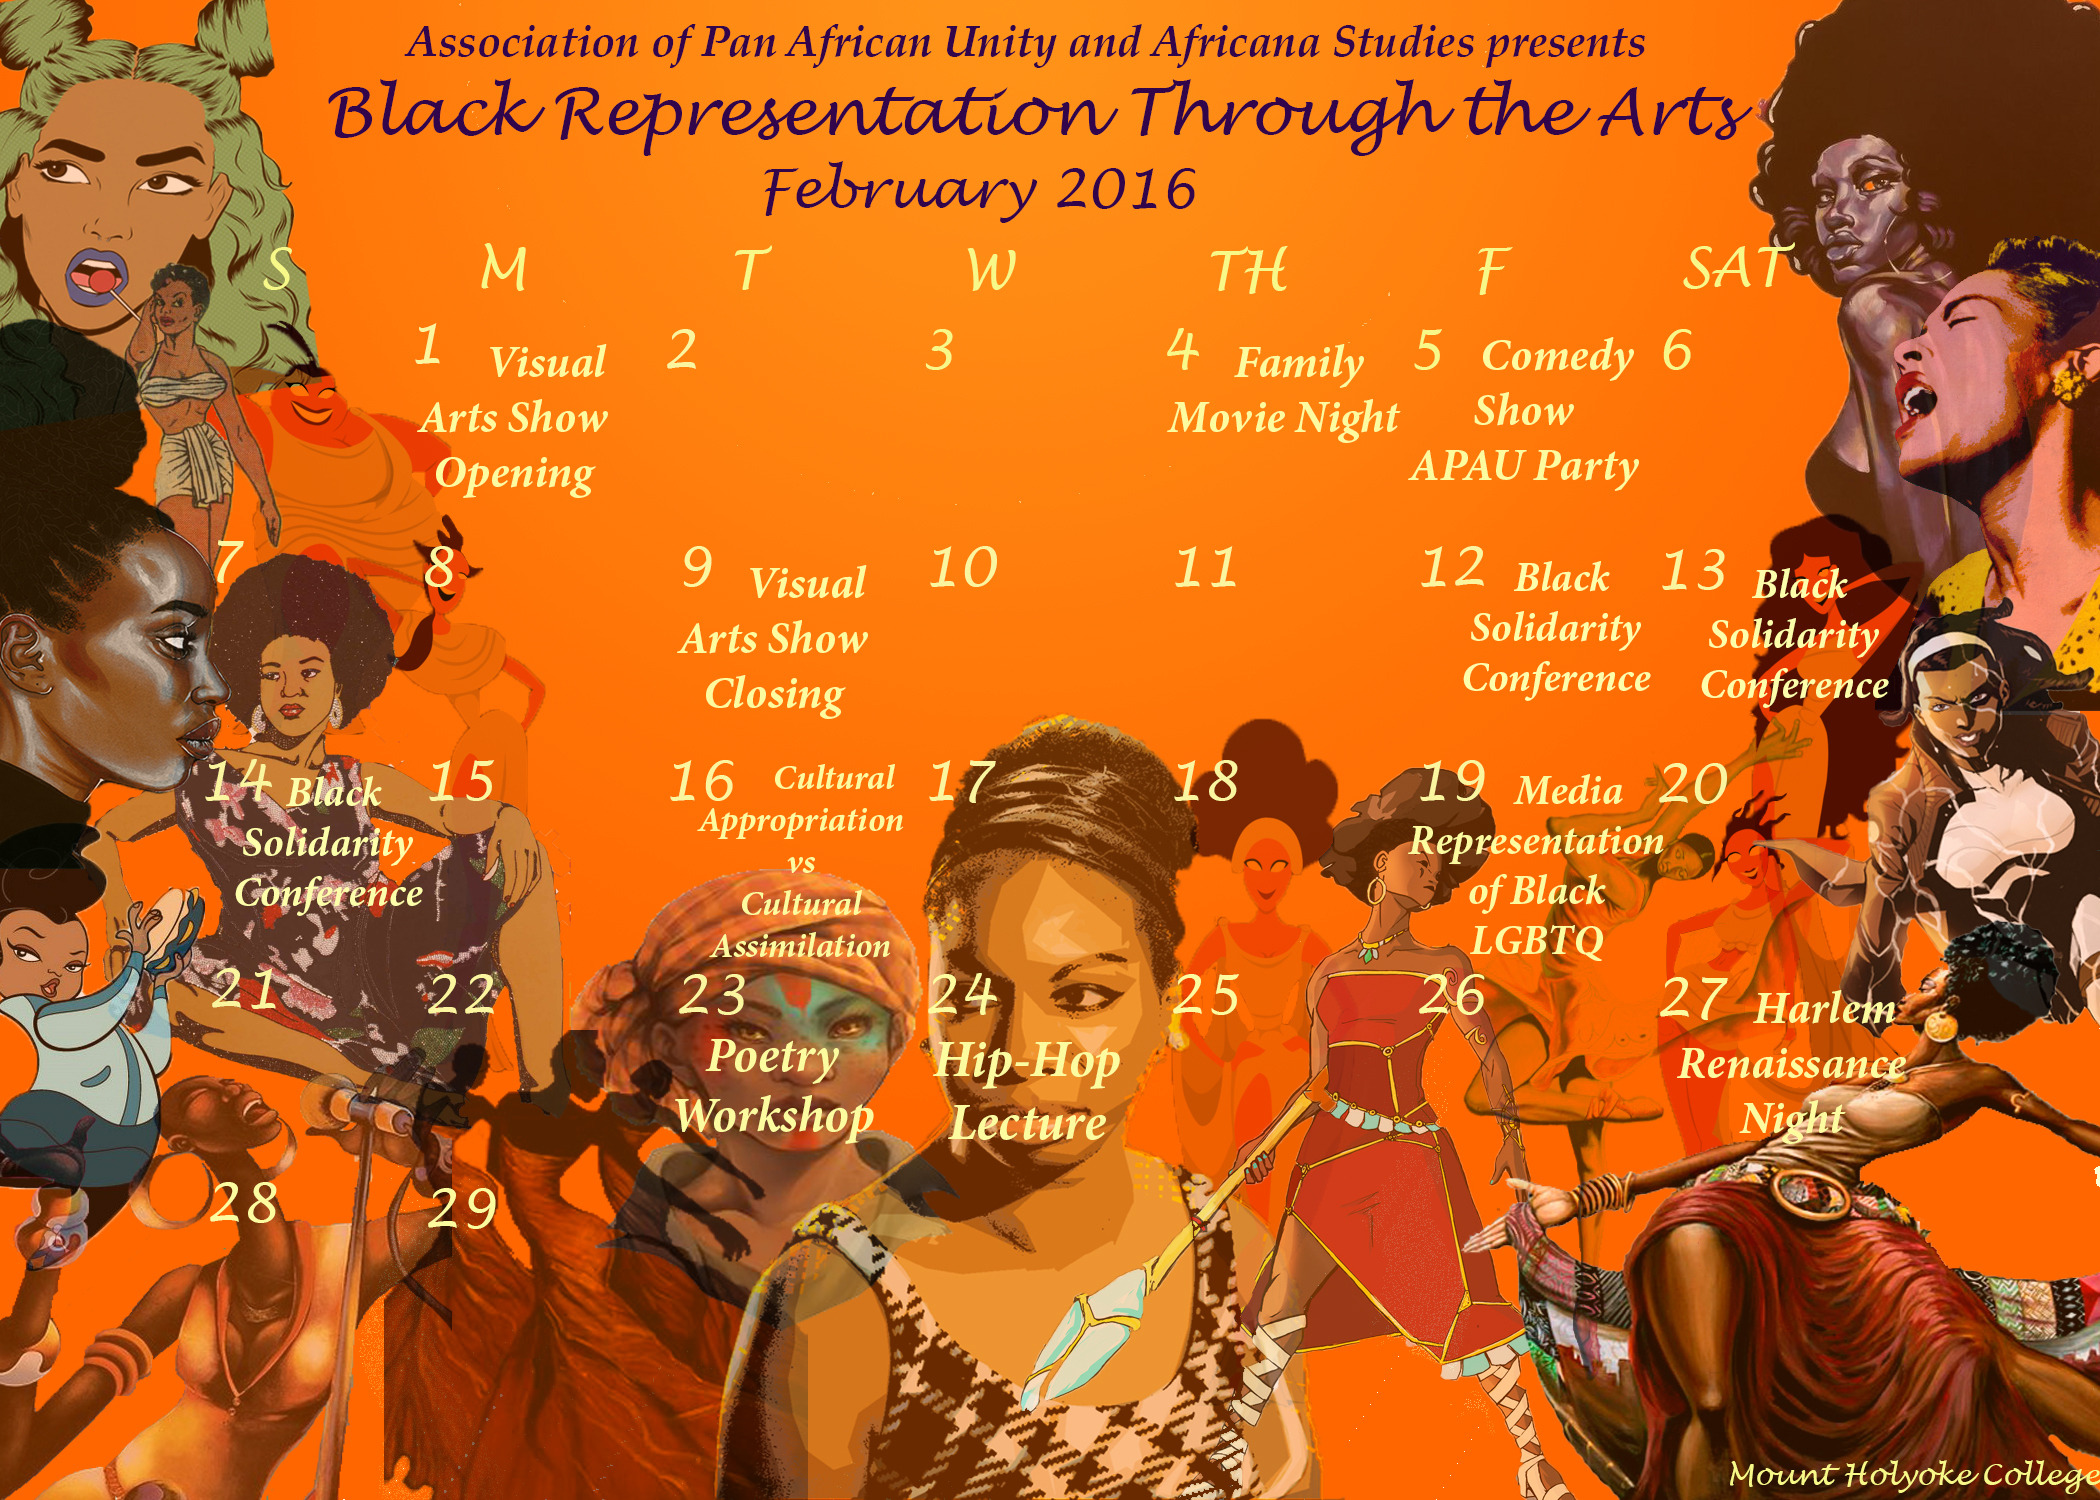 Association of Pan African Unity and Africana Studies presents
Black Representation Through the Arts
February 2016
S M T W TH F SAT
1 Visual
Arts Show
Opening
2
3
4 Family
Movie Night
5 Comedy
Show
APAU Party
6
7
8
9 Visual
Arts Show
Closing
10
11
12 Black
Solidarity
Conference
13 Black
Solidarity
Conference
14 Black
Solidarity
Conference
15
16 Cultural
Appropriation
vs
Cultural
Assimilation
17
18
19 Media
Representation
of Black
LGBTQ
20
21
22
23
Poetry
Workshop
24
Hip-Hop
Lecture
25
26
27 Harlem
Renaissance
Night
28
29
Mount Holyoke College